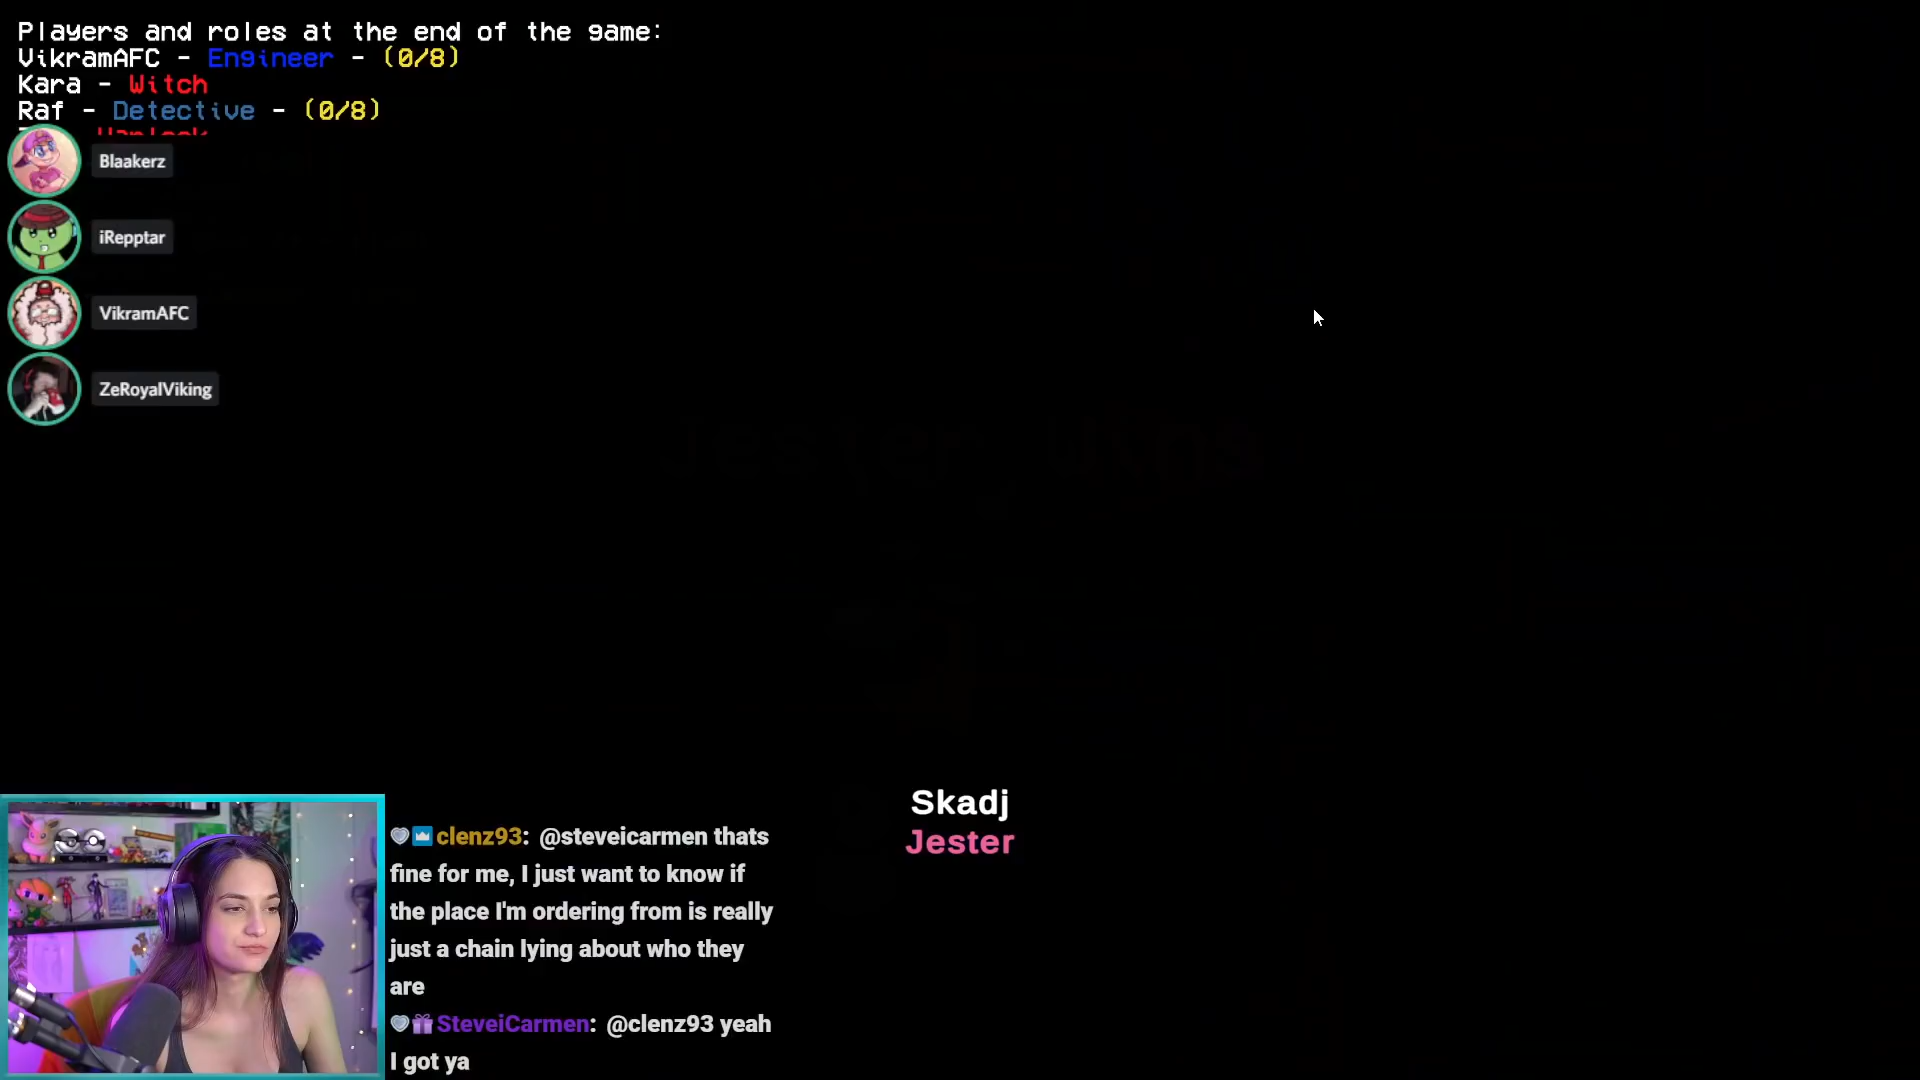 Players and roles at the end of the game:
VikramAFC - Engineer - (0/8)
Kara - Witch
Raf - Detective - (0/8)
Blaakerz
iRepptar
VikramAFC
ZeRoyalViking
Jester Wins
Skadj
Jester
clenz93: @steveicarmen thats
fine for me, I just want to know if
the place I'm ordering from is really
just a chain lying about who they
are
SteveiCarmen: @clenz93 yeah
I got ya